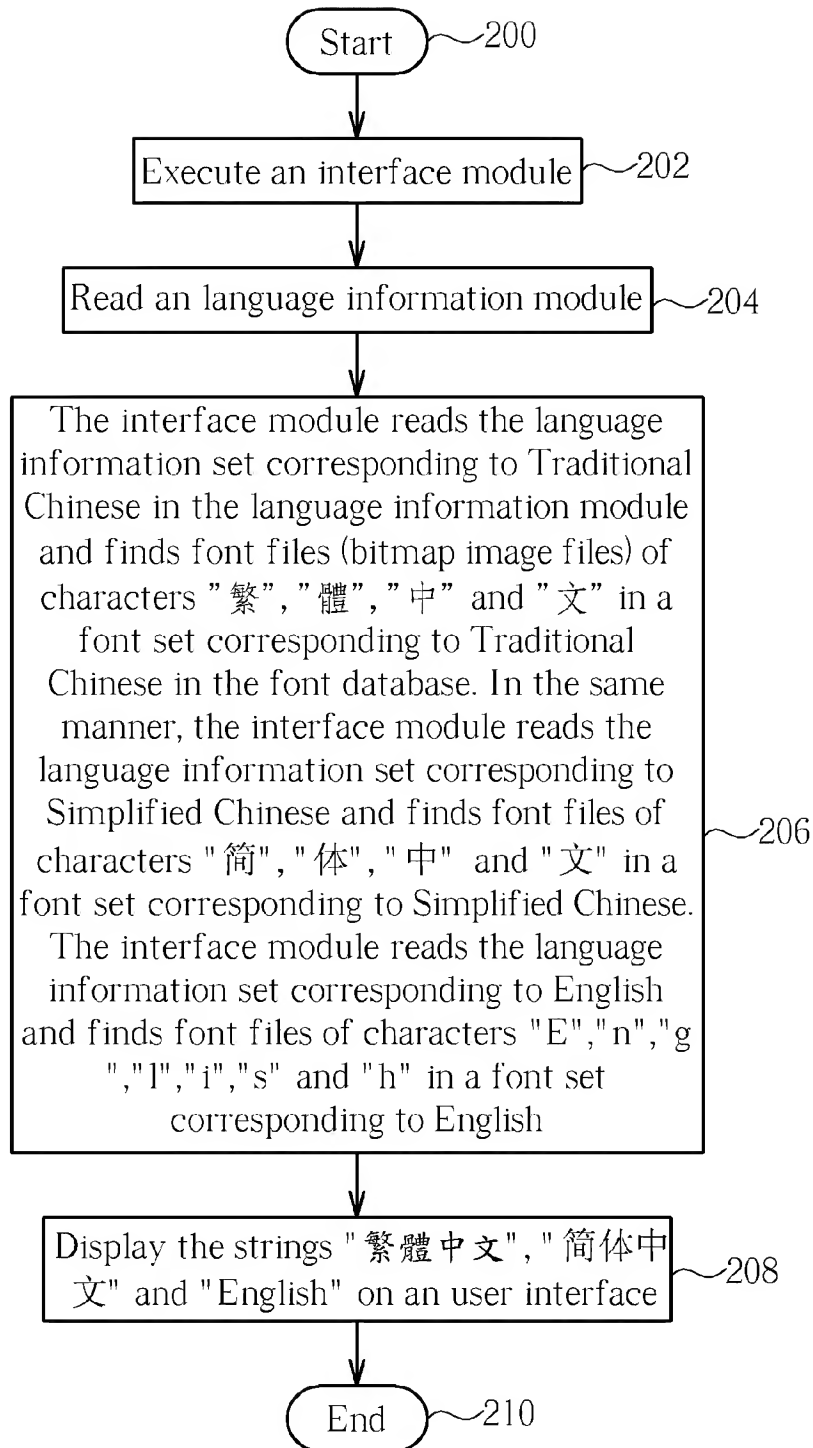 Start
200
Execute an interface module
202
Read an language information module
204
The interface module reads the language
information set corresponding to Traditional
Chinese in the language information module
and finds font files (bitmap image files) of
characters ”繁”,”體”,”中” and ”文” in a
font set corresponding to Traditional
Chinese in the font database. In the same
manner, the interface module reads the
language information set corresponding to
Simplified Chinese and finds font files of
characters "简","体","中" and "文" in a
font set corresponding to Simplified Chinese.
The interface module reads the language
information set corresponding to English
and finds font files of characters "E","n","g
","l","i","s" and "h" in a font set
corresponding to English
206
Display the strings "繁體中文","简体中
文" and "English" on an user interface
208
End
210